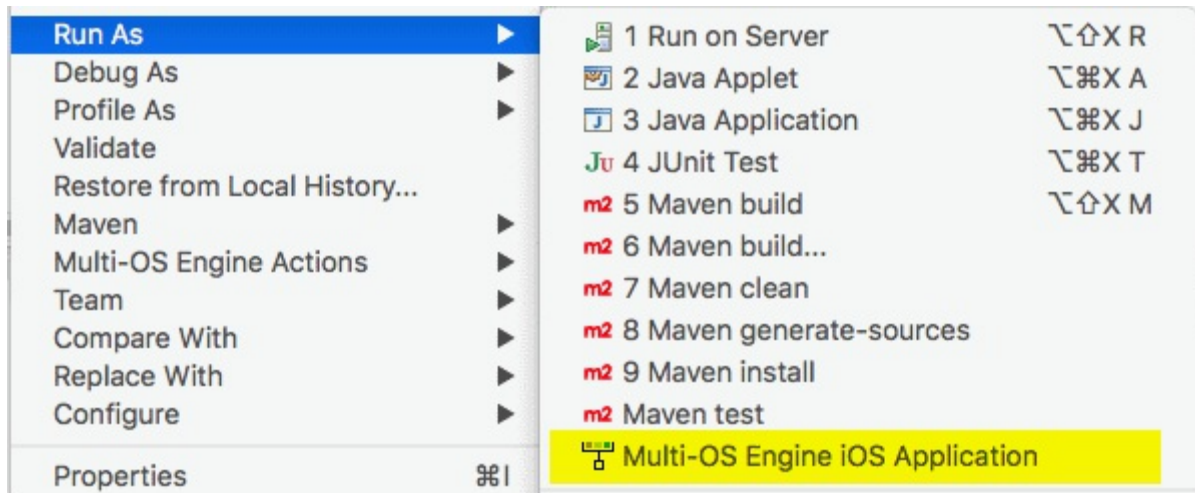 Run As ▶
Debug As ▶
Profile As ▶
Validate
Restore from Local History...
Maven ▶
Multi-OS Engine Actions ▶
Team ▶
Compare With ▶
Replace With ▶
Configure ▶
Properties ⌘I
1 Run on Server ⌥⇧X R
2 Java Applet ⌥⌘X A
3 Java Application ⌥⌘X J
Ju 4 JUnit Test ⌥⌘X T
m2 5 Maven build ⌥⇧X M
m2 6 Maven build...
m2 7 Maven clean
m2 8 Maven generate-sources
m2 9 Maven install
m2 Maven test
Multi-OS Engine iOS Application